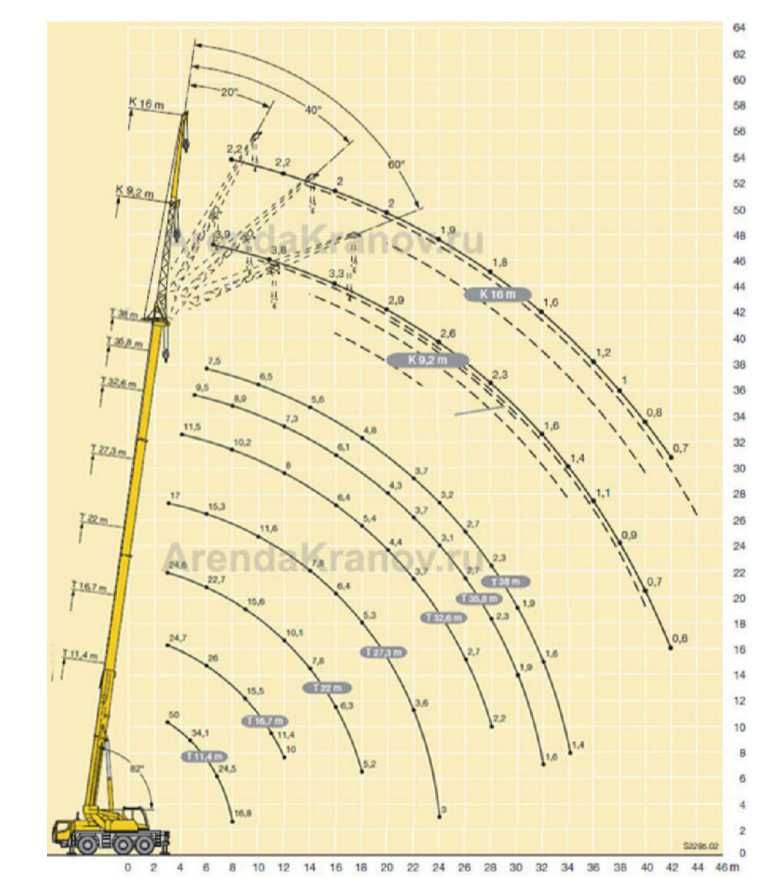 64
62
60
58
56
54
52
50
48
46
44
42
40
38
36
34
32
30
28
26
24
22
20
18
16
14
12
10
8
6
4
2
0
20°
40°
60°
K 16 m
K 9,2 m
2,2 2,2 2 2 1,9 1,8 1,6 1,2 1 0,8 0,7
K 16 m
3,9 3,8 3,3 2,9 2,6 2,3 1,6 1,4 1,1 0,9 0,7 0,6
K 9,2 m
ArendaKranov.ru
T 38 m
T 35,8 m
T 32,6 m
T 27,3 m
T 22 m
T 16,7 m
T 11,4 m
7,5 6,5 5,6 4,8 3,7 3,2 2,7 2,3 1,9 1,6 1,4
T 38 m
9,5 8,9 7,3 6,1 4,3 3,7 3,1 2,7 2,3 1,9 1,6
T 35,8 m
11,5 10,2 8 6,4 5,4 4,4 3,7 2,7 2,2
T 32,6 m
17 15,3 11,6 7,8 6,4 5,3 3,6 3
T 27,3 m
ArendaKranov.ru
24,6 22,7 15,6 10,1 7,8 6,3 5,2
T 22 m
24,7 26 15,5 11,4 10
T 16,7 m
50 34,1 24,5 16,8
T 11,4 m
82°
S2285.02
0 2 4 6 8 10 12 14 16 18 20 22 24 26 28 30 32 34 36 38 40 42 44 46 m